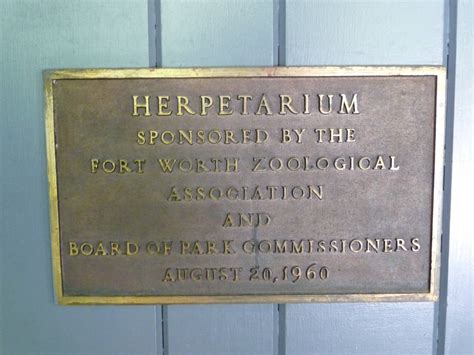 HERPETARIUM
SPONSORED BY THE
FORT WORTH ZOOLOGICAL
ASSOCIATION
AND
BOARD OF PARK COMMISSIONERS
AUGUST 20, 1960